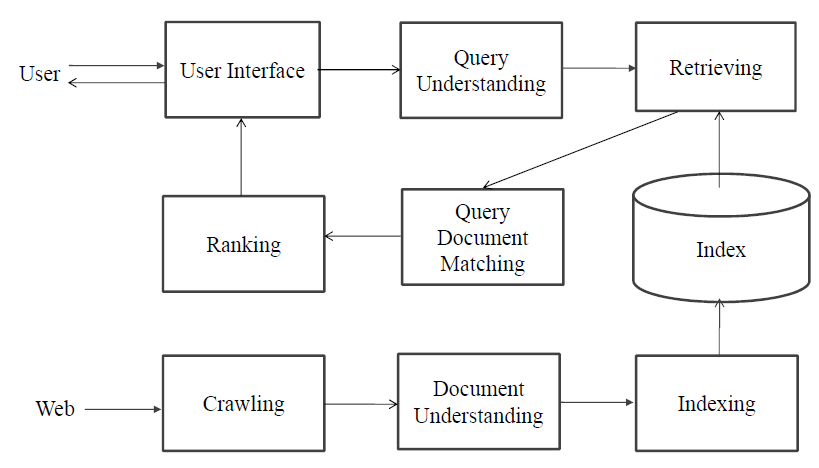 User
User Interface
Query
Understanding
Retrieving
Ranking
Query
Document
Matching
Index
Web
Crawling
Document
Understanding
Indexing